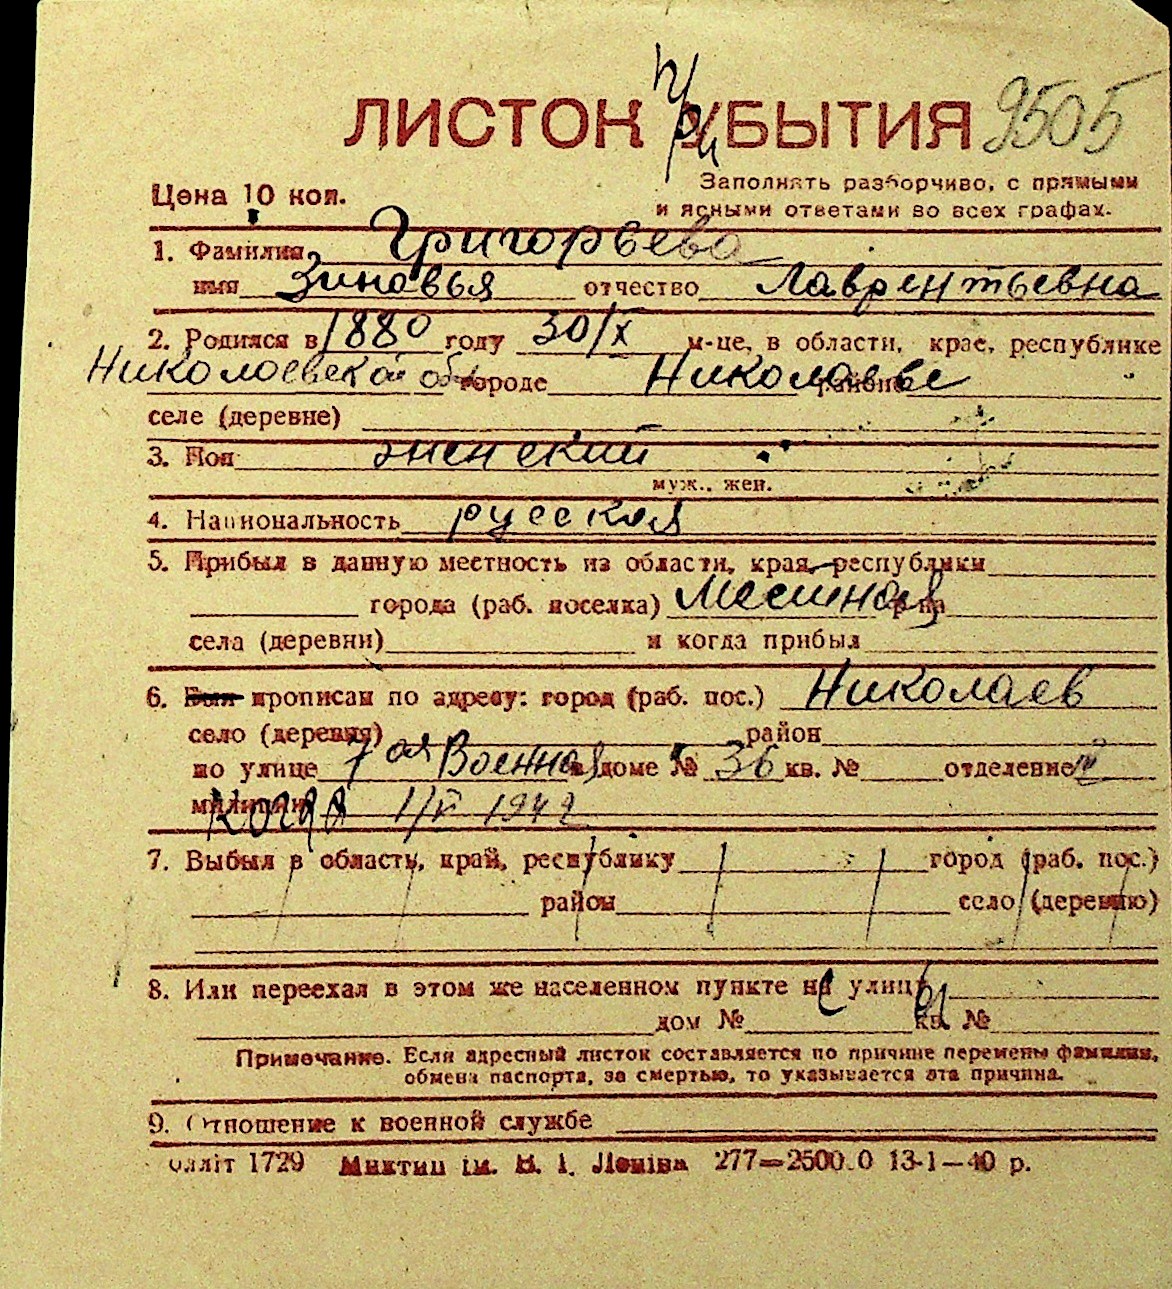 ЛИСТОК при УБЫТИЯ 9505
Цена 10 коп.
Заполнять разборчиво, с прямыми
и ясными ответами во всех графах.
1. Фамилия Григорьева
имя Зиновья отчество Лаврентьевна
2. Родился в 1880 году 30/X м-це, в области, крае, республике
Николаевской обл городе Николаеве районе
селе (деревне)
3. Пол женский
муж., жен.
4. Национальность русская
5. Прибыл в данную местность из области, края, республики
города (раб. поселка) Местная р-на
села (деревни) и когда прибыл
6. Был прописан по адресу: город (раб. пос.) Николаев
село (деревня) район
по улице 7 ая Военная в доме № 36 кв. № отделение
милиции Когда 1949
7. Выбыл в область, край, республику город (раб. пос.)
район село (деревню)
8. Или переехал в этом же населенном пункте на улицу
дом № кв. №
Примечание. Если адресный листок составляется по причине перемены фамилии,
обмена паспорта, за смертью, то указывается эта причина.
9. Отношение к военной службе
1729 Миктип ім. В. І. Леніна 277—2500.0 13-1—40 р.